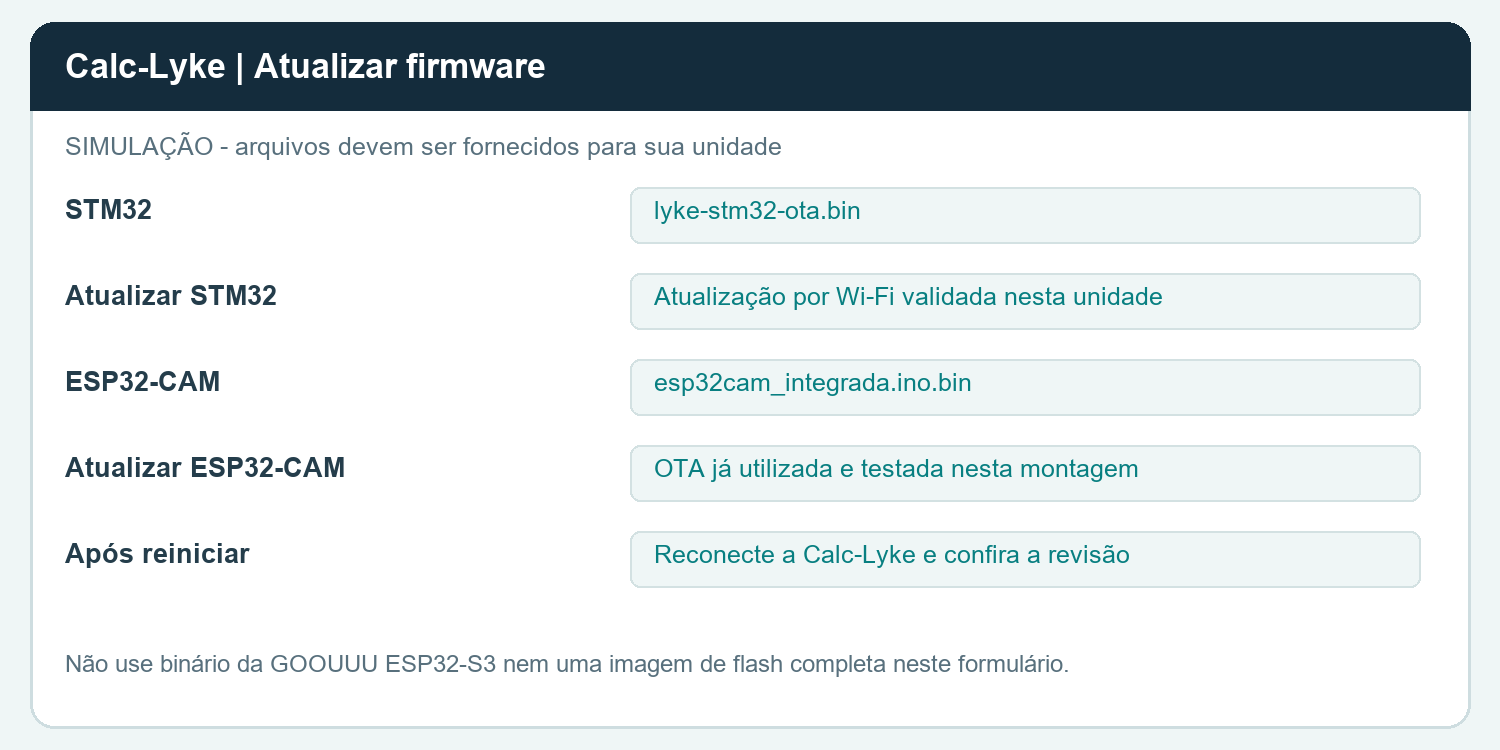 Calc-Lyke | Atualizar firmware
SIMULAÇÃO - arquivos devem ser fornecidos para sua unidade
STM32
lyke-stm32-ota.bin
Atualizar STM32
Atualização por Wi-Fi validada nesta unidade
ESP32-CAM
esp32cam_integrada.ino.bin
Atualizar ESP32-CAM
OTA já utilizada e testada nesta montagem
Após reiniciar
Reconecte a Calc-Lyke e confira a revisão
Não use binário da GOOUUU ESP32-S3 nem uma imagem de flash completa neste formulário.